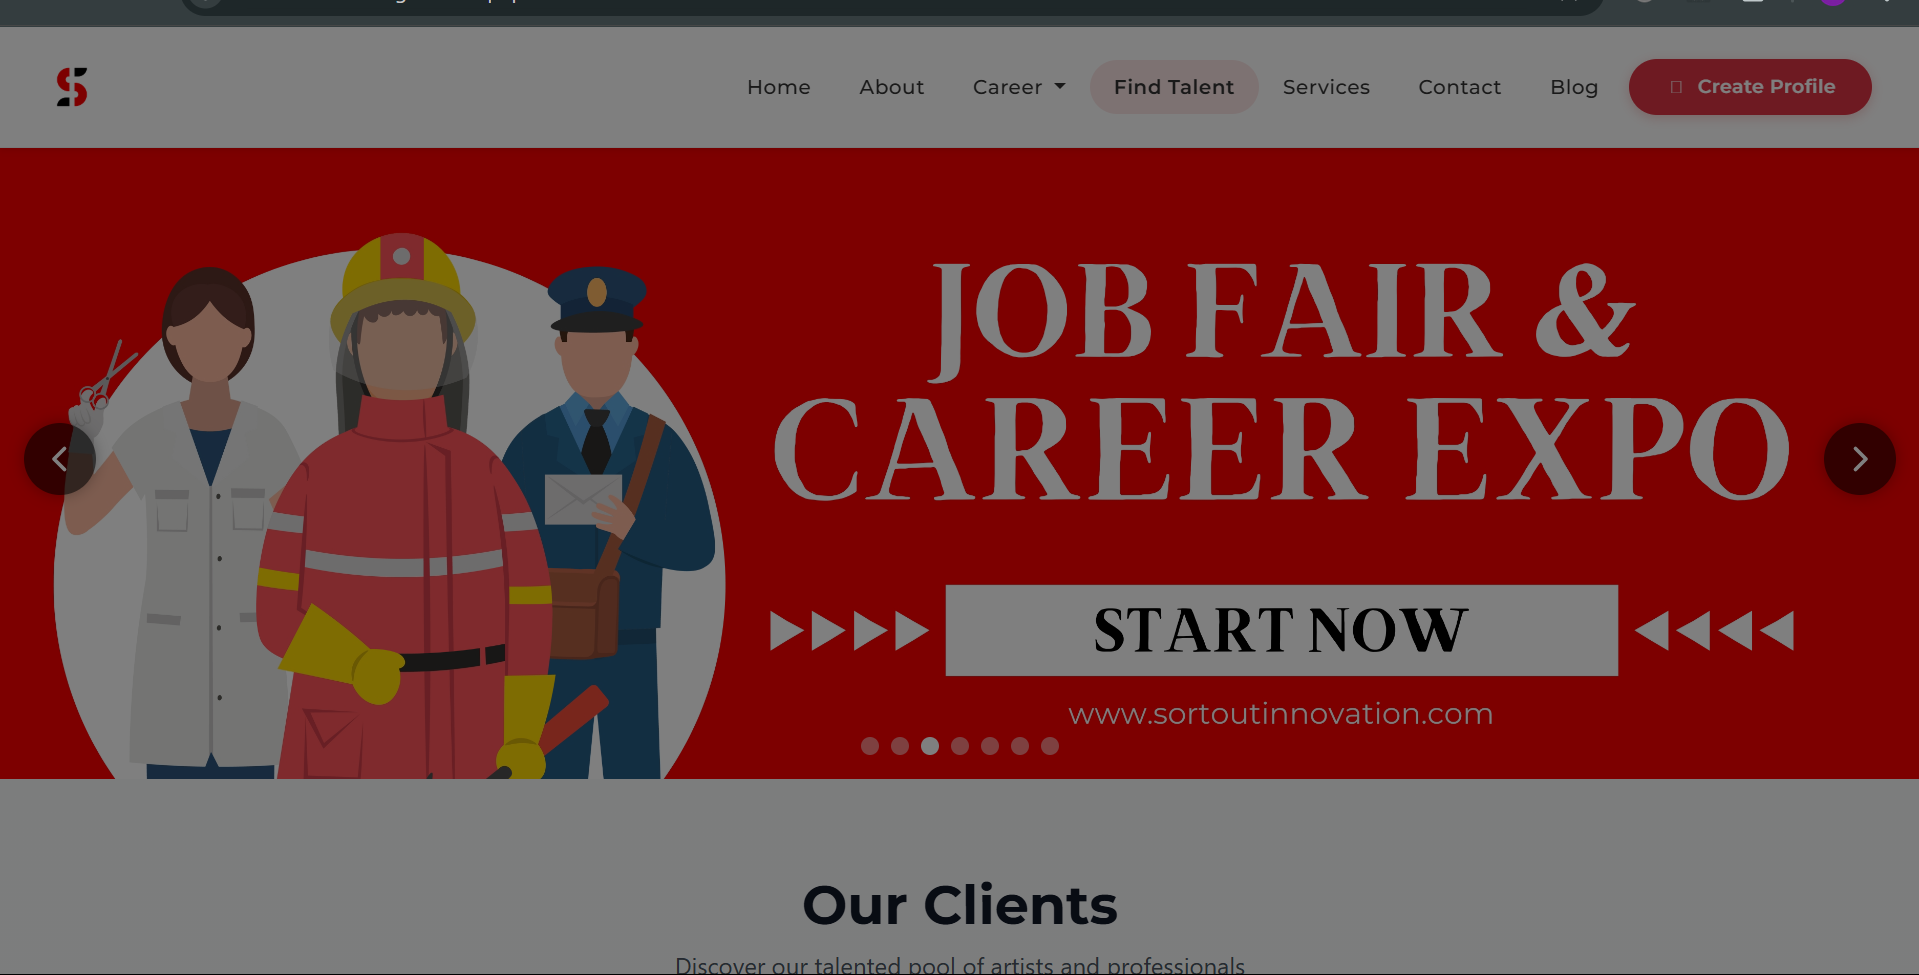 Home About Career Find Talent Services Contact Blog Create Profile
JOB FAIR &
CAREER EXPO
START NOW
www.sortoutinnovation.com
Our Clients
Discover our talented pool of artists and professionals